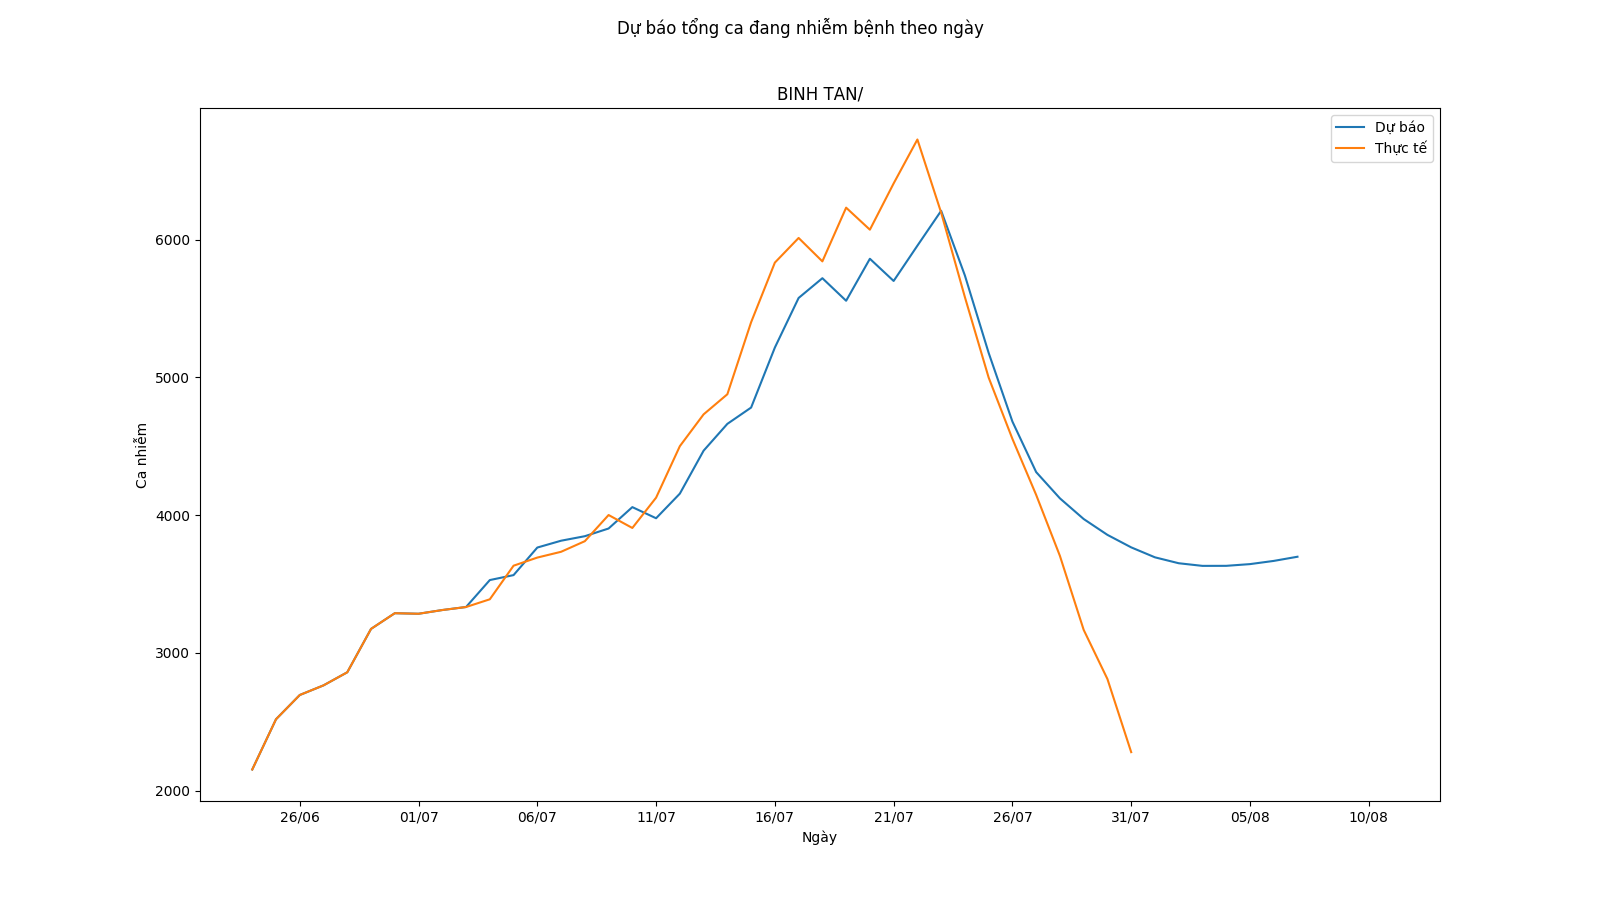 Dự báo tổng ca đang nhiễm bệnh theo ngày
BINH TAN/
Dự báo
Thực tế
6000
5000
4000
3000
2000
Ca nhiễm
26/06 01/07 06/07 11/07 16/07 21/07 26/07 31/07 05/08 10/08
Ngày